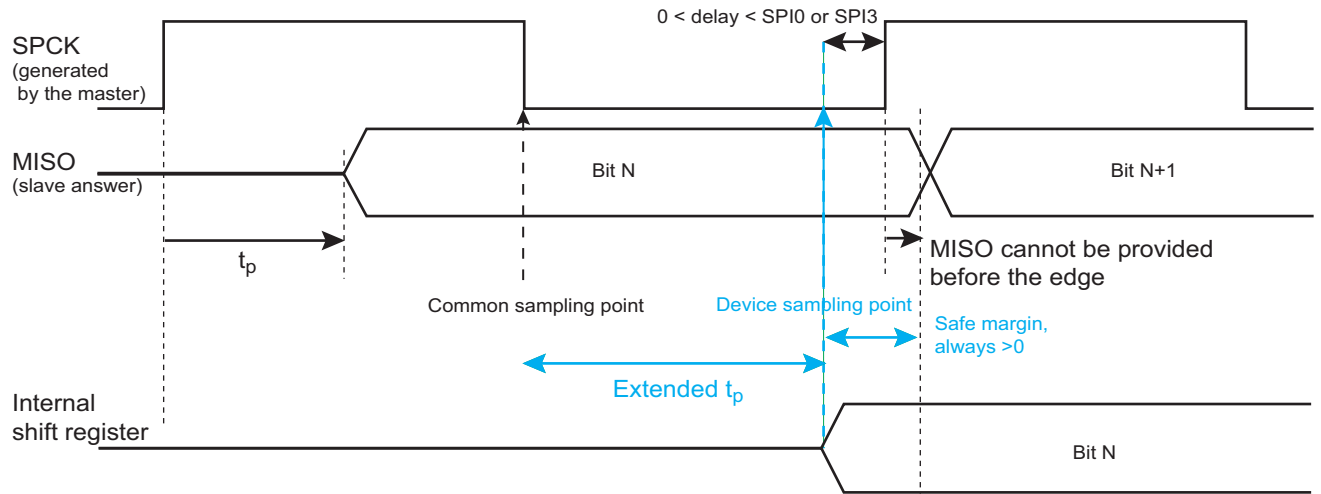 0 < delay < SPI0 or SPI3
SPCK
(generated
by the master)
MISO
(slave answer)
Bit N
Bit N+1
tp
MISO cannot be provided
before the edge
Common sampling point
Device sampling point
Safe margin,
always >0
Extended tp
Internal
shift register
Bit N